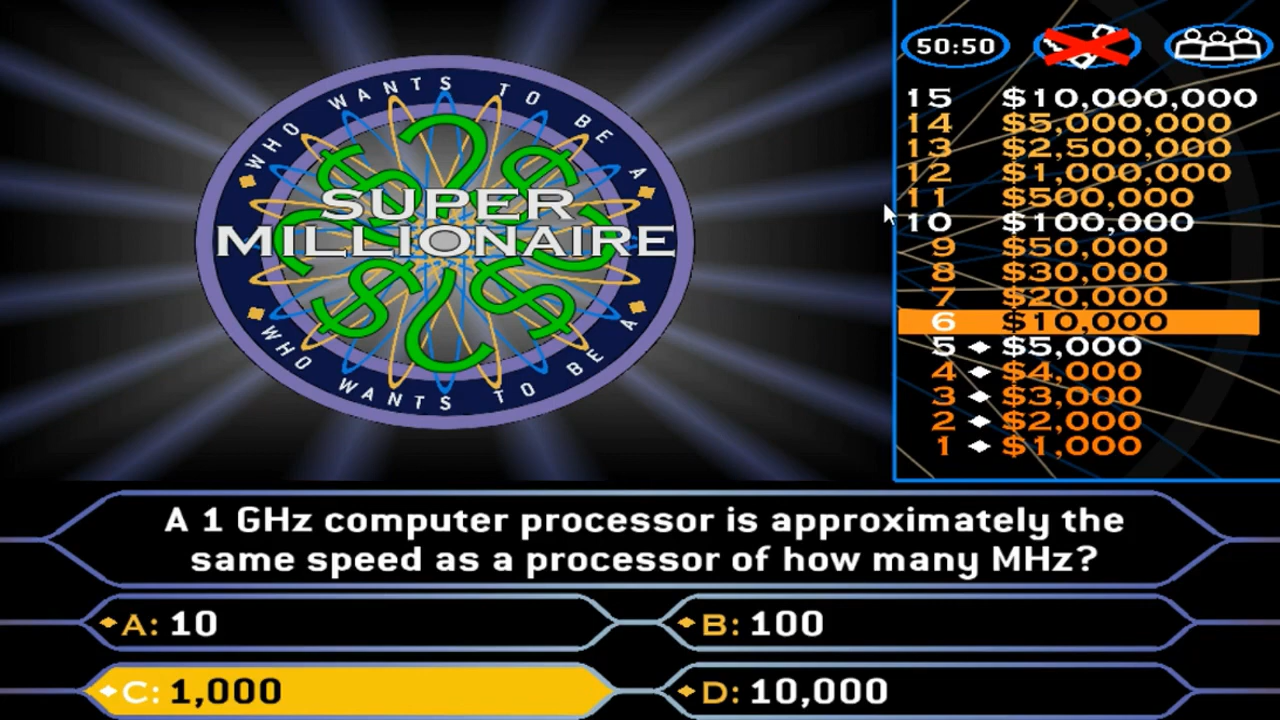 WHO WANTS TO BE A
SUPER
MILLIONAIRE
WHO WANTS TO BE A
50:50
15 $10,000,000
14 $5,000,000
13 $2,500,000
12 $1,000,000
11 $500,000
10 $100,000
9 $50,000
8 $30,000
7 $20,000
6 $10,000
5 $5,000
4 $4,000
3 $3,000
2 $2,000
1 $1,000
A 1 GHz computer processor is approximately the
same speed as a processor of how many MHz?
A: 10
B: 100
C: 1,000
D: 10,000